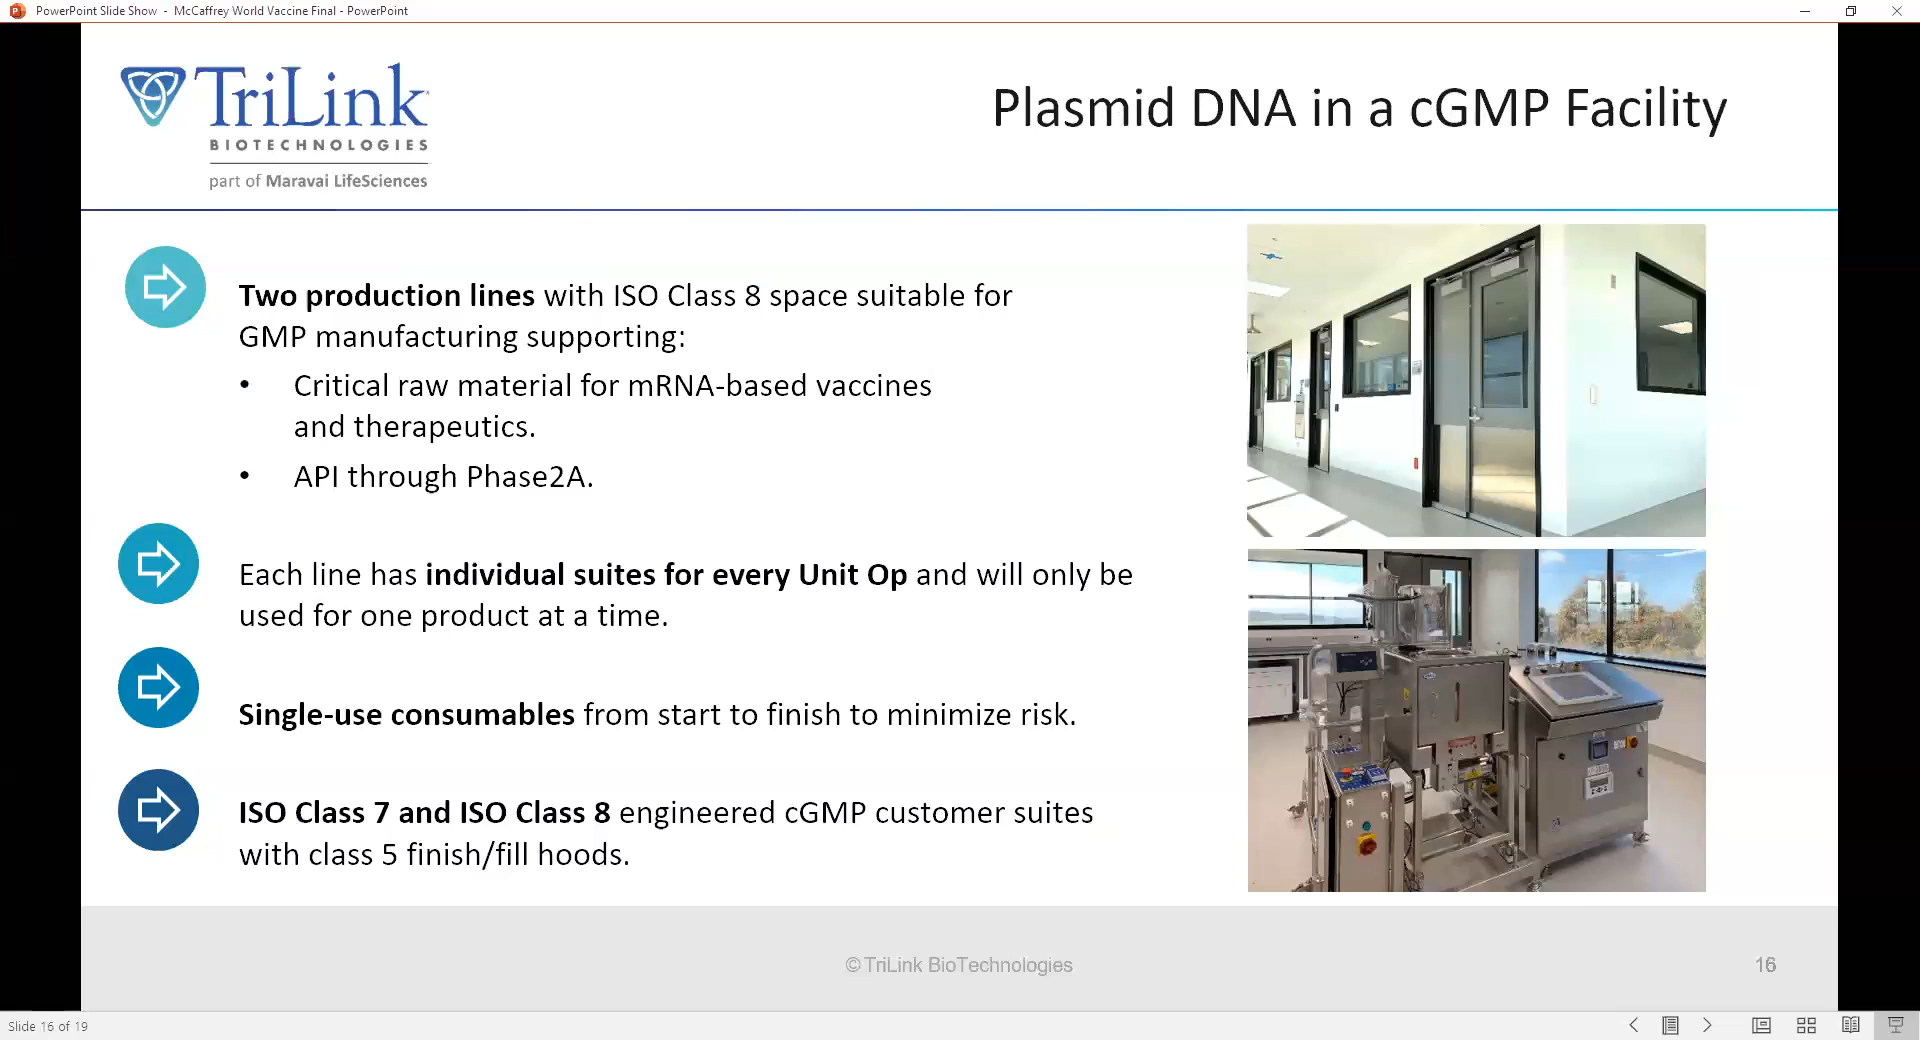 PowerPoint Slide Show - McCaffrey World Vaccine Final - PowerPoint
TriLink
BIOTECHNOLOGIES
part of Maravai LifeSciences
Plasmid DNA in a cGMP Facility
Two production lines with ISO Class 8 space suitable for
GMP manufacturing supporting:
• Critical raw material for mRNA-based vaccines
and therapeutics.
• API through Phase2A.
Each line has individual suites for every Unit Op and will only be
used for one product at a time.
Single-use consumables from start to finish to minimize risk.
ISO Class 7 and ISO Class 8 engineered cGMP customer suites
with class 5 finish/fill hoods.
© TriLink BioTechnologies
16
Slide 16 of 19